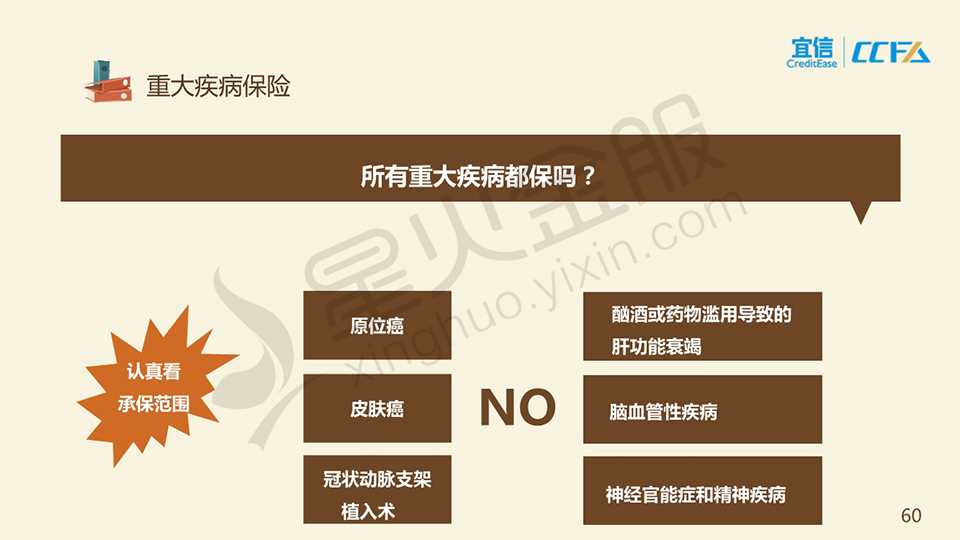 宜信
CreditEase
CCFA
重大疾病保险
所有重大疾病都保吗？
星火金服
xinghuo.yixin.com
认真看
承保范围
原位癌
皮肤癌
冠状动脉支架
植入术
NO
酗酒或药物滥用导致的
肝功能衰竭
脑血管性疾病
神经官能症和精神疾病
60